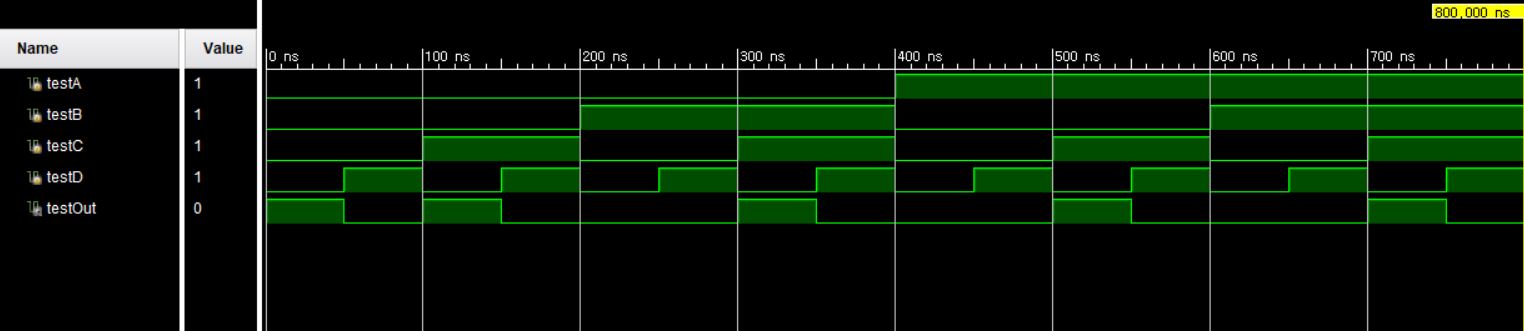 800,000 ns
Name Value
0 ns 100 ns 200 ns 300 ns 400 ns 500 ns 600 ns 700 ns
testA 1
testB 1
testC 1
testD 1
testOut 0